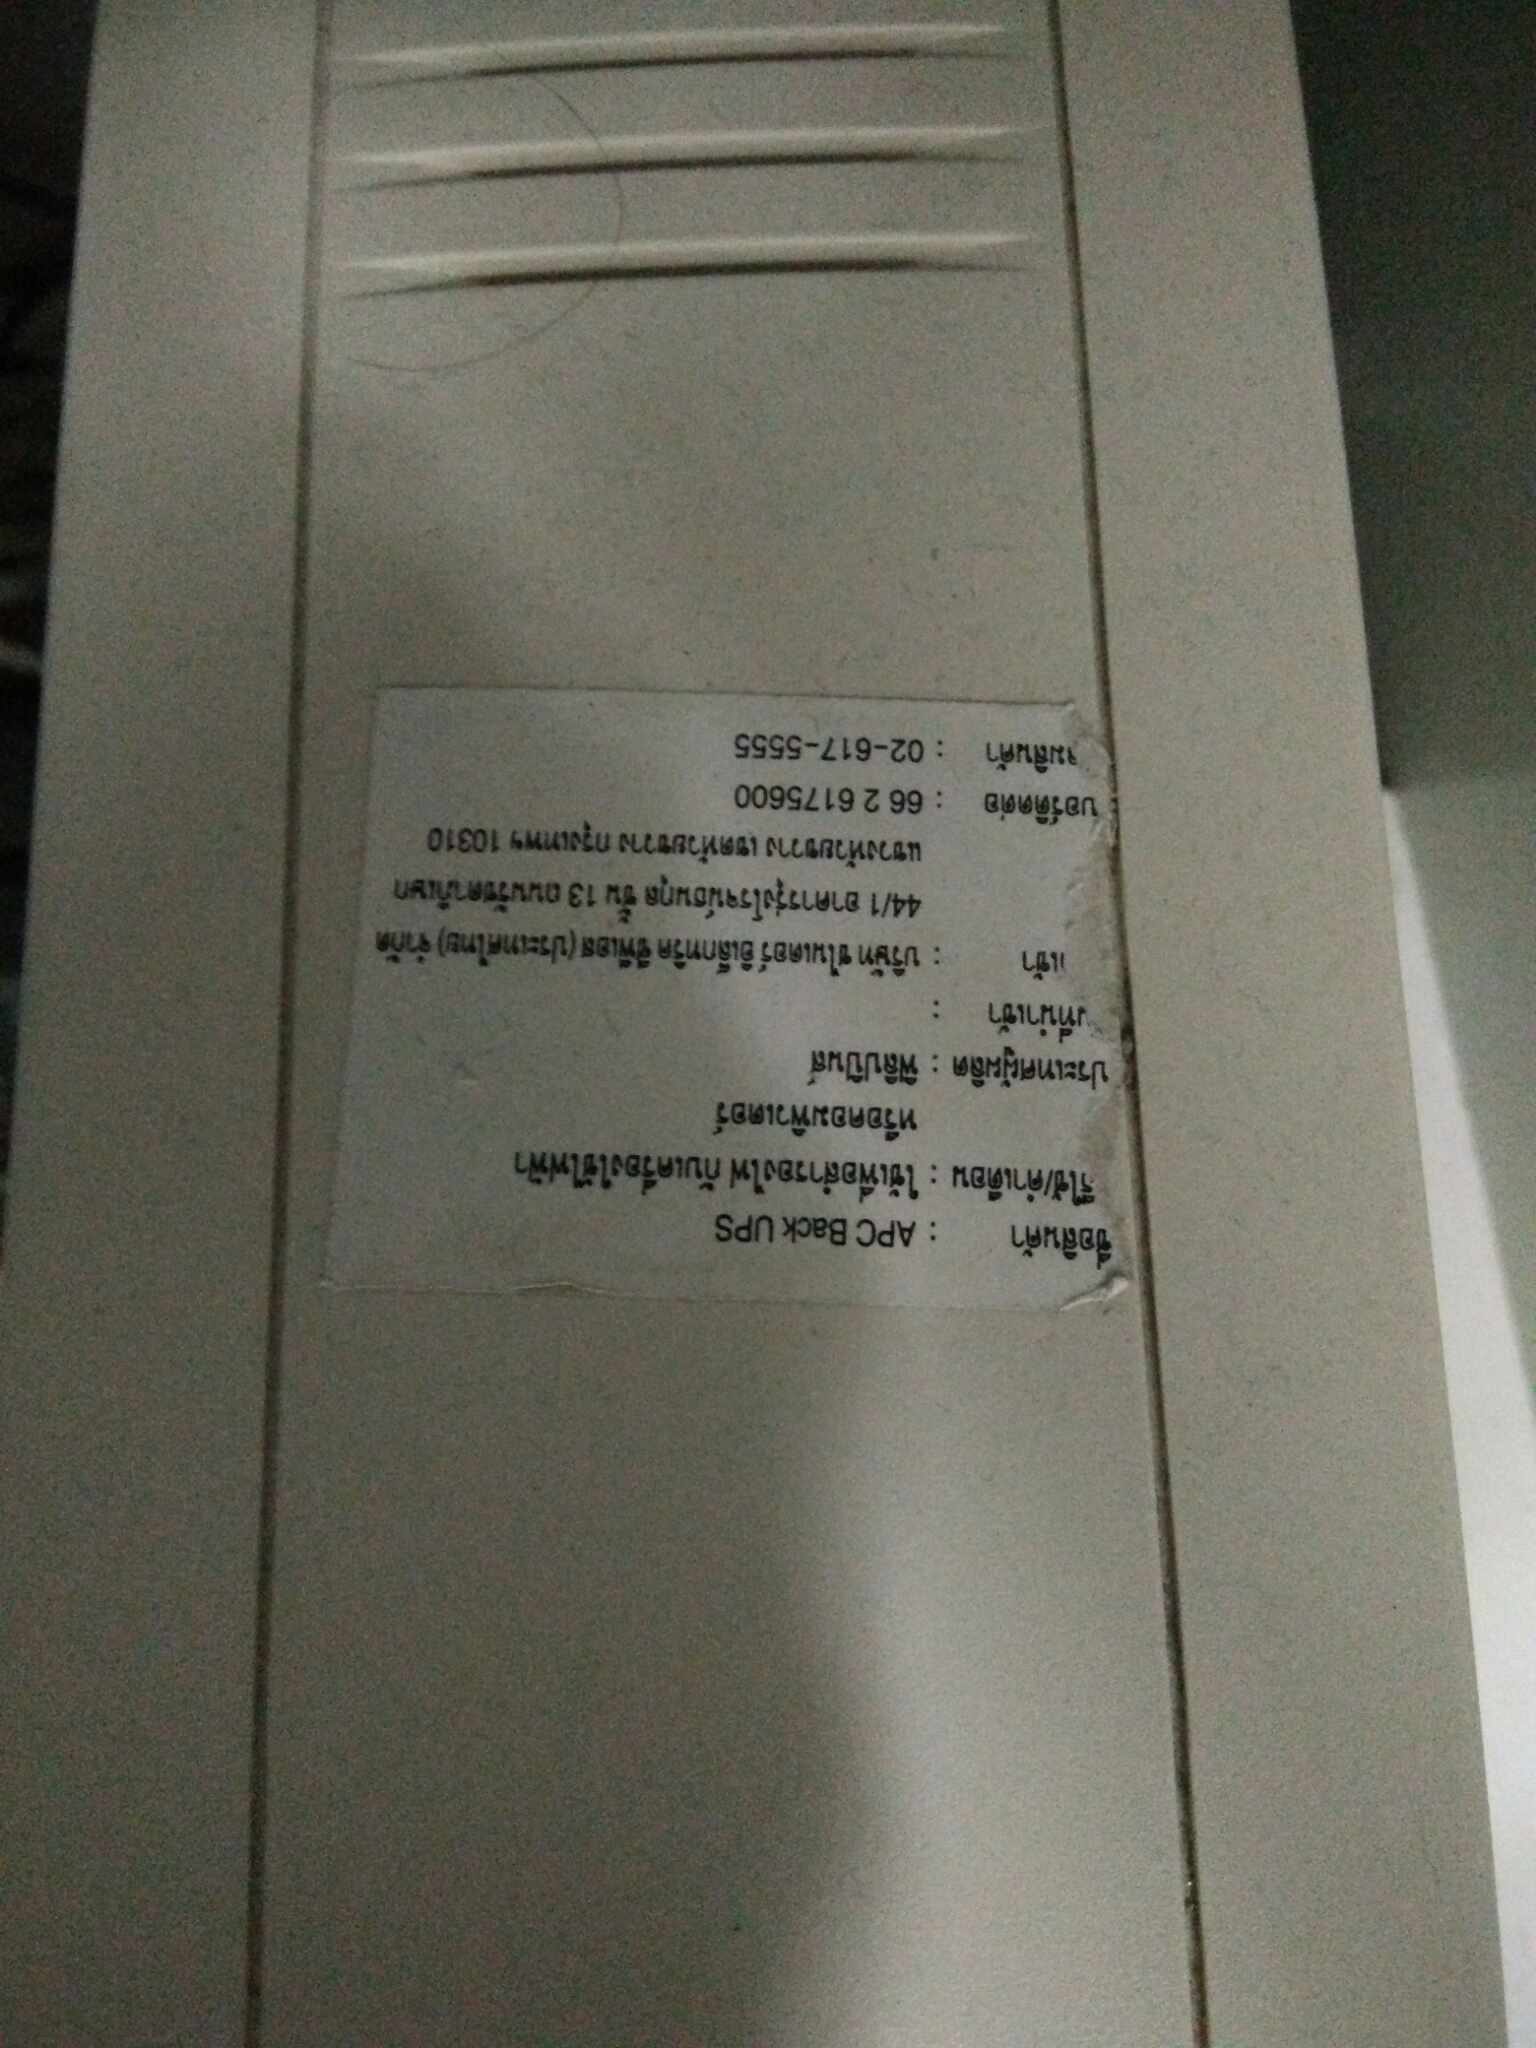 ชื่อสินค้า : APC Back UPS
ธีใช้/คำเตือน : ใช้เพื่อสำรองไฟ กับเครื่องใช้ไฟฟ้า
หรือคอมพิวเตอร์
ประเทศผู้ผลิต : ฟิลิปปินส์
ที่นำเข้า :
เข้า : บริษัท ชไนเดอร์ อิเล็กทริค ซีพีเอส (ประเทศไทย) จำกัด
44/1 อาคารรุ่งโรจน์ธนกุล ชั้น 13 ถนนรัชดาภิเษก
แขวงห้วยขวาง เขตห้วยขวาง กรุงเทพฯ 10310
บอร์ติดต่อ : 66 2 6175600
มสินค้า : 02-617-5555